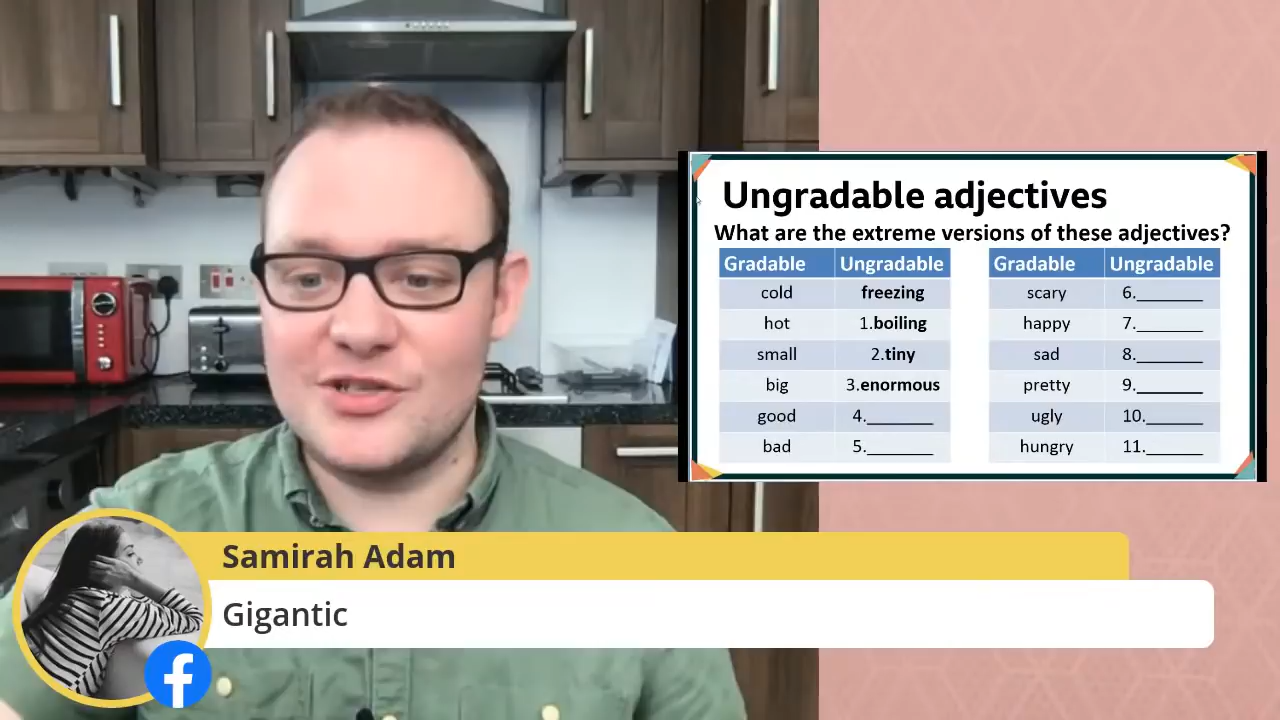 Ungradable adjectives
What are the extreme versions of these adjectives?
Gradable Ungradable
cold freezing
hot 1.boiling
small 2.tiny
big 3.enormous
good 4._______
bad 5._______
Gradable Ungradable
scary 6._______
happy 7._______
sad 8._______
pretty 9._______
ugly 10.______
hungry 11.______
Samirah Adam
Gigantic